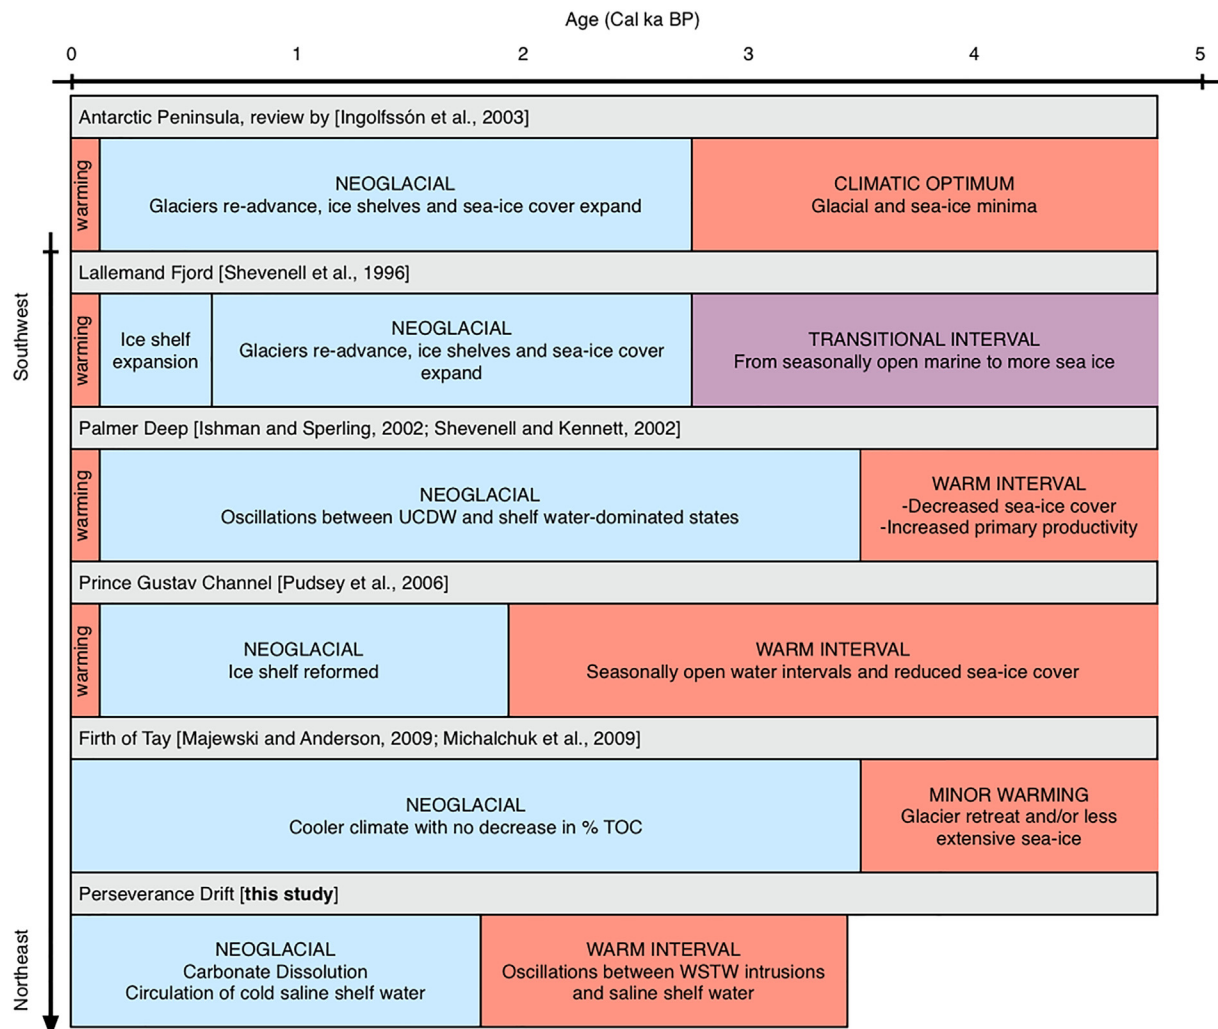 Age (Cal ka BP)
0 1 2 3 4 5
Antarctic Peninsula, review by [Ingolfssón et al., 2003]
warming
NEOGLACIAL
Glaciers re-advance, ice shelves and sea-ice cover expand
CLIMATIC OPTIMUM
Glacial and sea-ice minima
Southwest
Lallemand Fjord [Shevenell et al., 1996]
warming
Ice shelf
expansion
NEOGLACIAL
Glaciers re-advance, ice shelves and sea-ice cover
expand
TRANSITIONAL INTERVAL
From seasonally open marine to more sea ice
Palmer Deep [Ishman and Sperling, 2002; Shevenell and Kennett, 2002]
warming
NEOGLACIAL
Oscillations between UCDW and shelf water-dominated states
WARM INTERVAL
-Decreased sea-ice cover
-Increased primary productivity
Prince Gustav Channel [Pudsey et al., 2006]
warming
NEOGLACIAL
Ice shelf reformed
WARM INTERVAL
Seasonally open water intervals and reduced sea-ice cover
Firth of Tay [Majewski and Anderson, 2009; Michalchuk et al., 2009]
NEOGLACIAL
Cooler climate with no decrease in % TOC
MINOR WARMING
Glacier retreat and/or less
extensive sea-ice
Perseverance Drift [this study]
NEOGLACIAL
Carbonate Dissolution
Circulation of cold saline shelf water
WARM INTERVAL
Oscillations between WSTW intrusions
and saline shelf water
Northeast